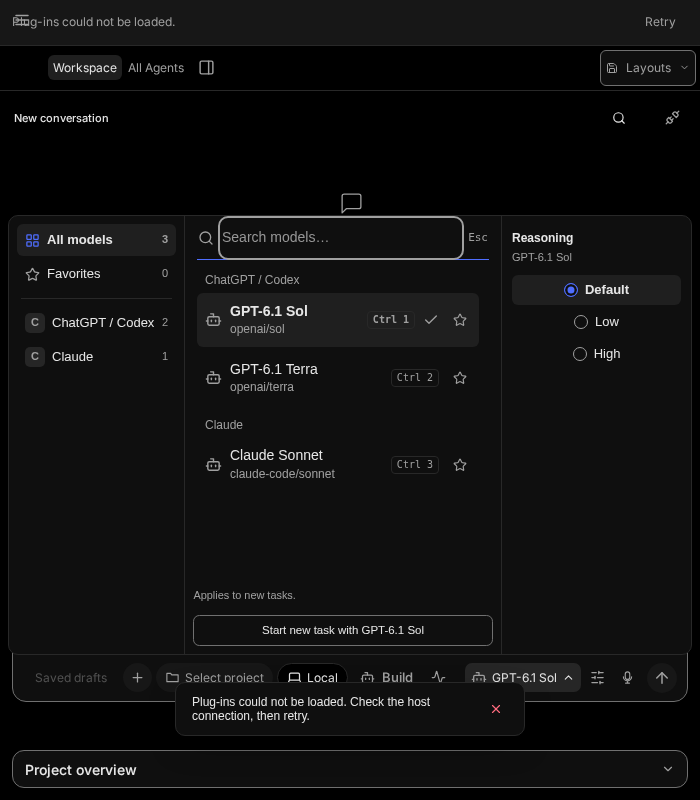 Plug-ins could not be loaded.
Retry
Workspace
All Agents
Layouts
New conversation
All models
3
Favorites
0
C
ChatGPT / Codex
2
C
Claude
1
Search models…
Esc
ChatGPT / Codex
GPT-6.1 Sol
openai/sol
Ctrl 1
GPT-6.1 Terra
openai/terra
Ctrl 2
Claude
Claude Sonnet
claude-code/sonnet
Ctrl 3
Applies to new tasks.
Start new task with GPT-6.1 Sol
Reasoning
GPT-6.1 Sol
Default
Low
High
Saved drafts
Select project
Local
Build
GPT-6.1 Sol
Plug-ins could not be loaded. Check the host
connection, then retry.
Project overview